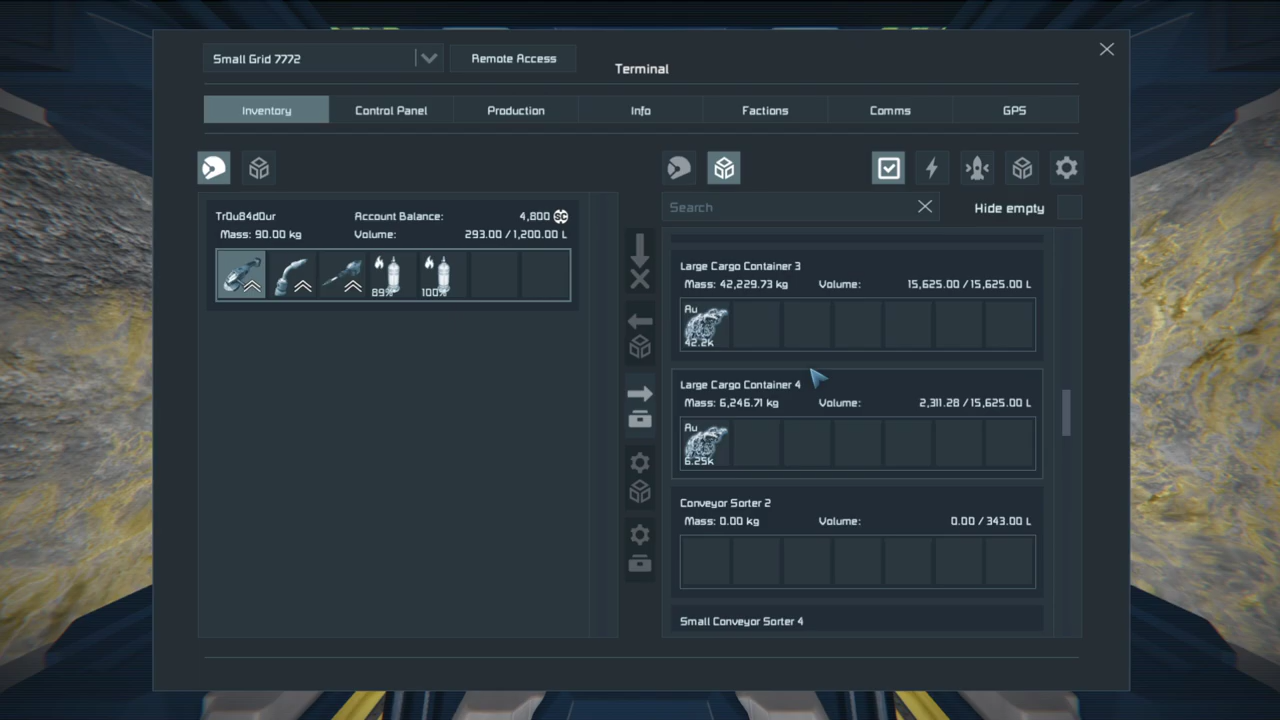 Small Grid 7772
Remote Access
Terminal
Inventory
Control Panel
Production
Info
Factions
Comms
GPS
Search
Hide empty
Tr0u84d0ur
Account Balance:
4,800 SC
Mass: 90.00 kg
Volume:
293.00 / 1,200.00 L
89%
100%
Large Cargo Container 3
Mass: 42,229.73 kg
Volume:
15,625.00 / 15,625.00 L
Au
42.2k
Large Cargo Container 4
Mass: 6,246.71 kg
Volume:
2,311.28 / 15,625.00 L
Au
6.25k
Conveyor Sorter 2
Mass: 0.00 kg
Volume:
0.00 / 343.00 L
Small Conveyor Sorter 4